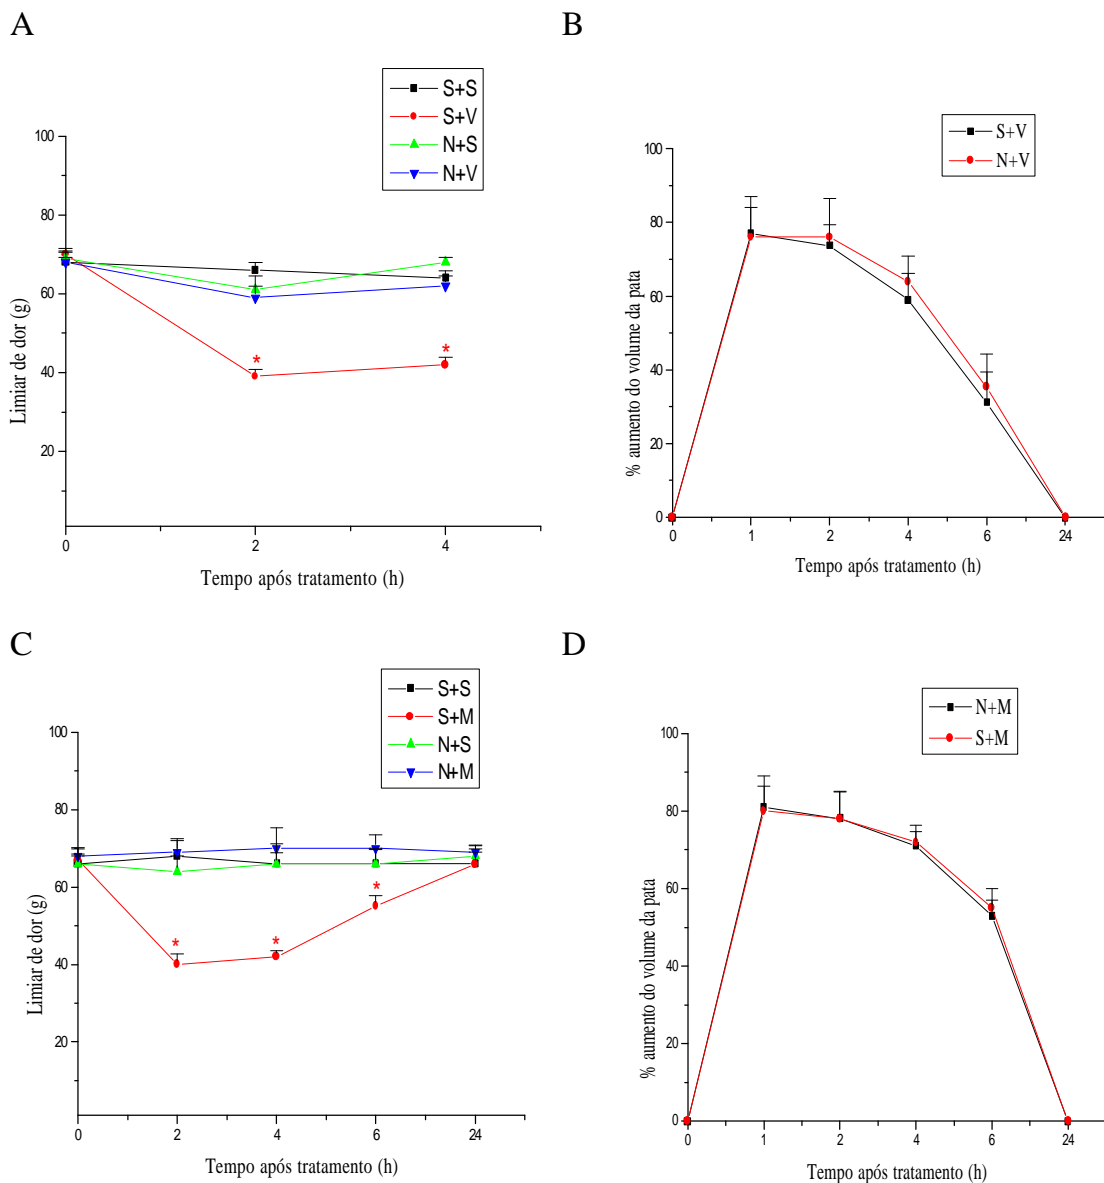 A
S+S
S+V
N+S
N+V
Limiar de dor (g)
100
80
60
40
20
0
2
4
*
*
Tempo após tratamento (h)
B
S+V
N+V
% aumento do volume da pata
100
80
60
40
20
0
0
1
2
4
6
24
Tempo após tratamento (h)
C
S+S
S+M
N+S
N+M
Limiar de dor (g)
100
80
60
40
20
0
2
4
6
24
*
*
*
Tempo após tratamento (h)
D
N+M
S+M
% aumento do volume da pata
100
80
60
40
20
0
0
1
2
4
6
24
Tempo após tratamento (h)